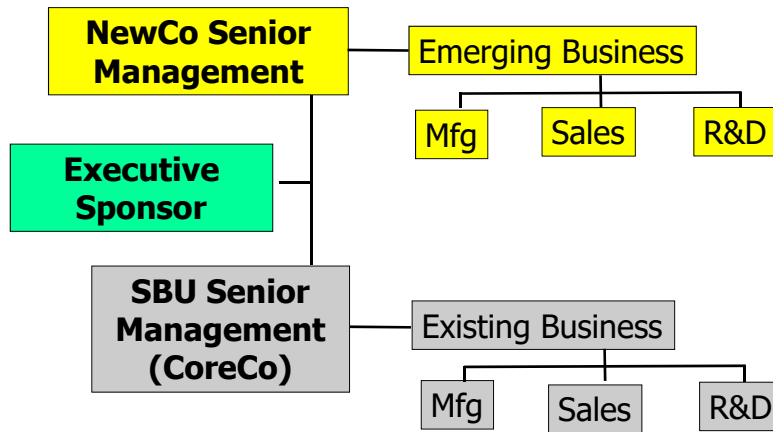 NewCo Senior
Management
Emerging Business
Mfg
Sales
R&D
Executive
Sponsor
SBU Senior
Management
(CoreCo)
Existing Business
Mfg
Sales
R&D